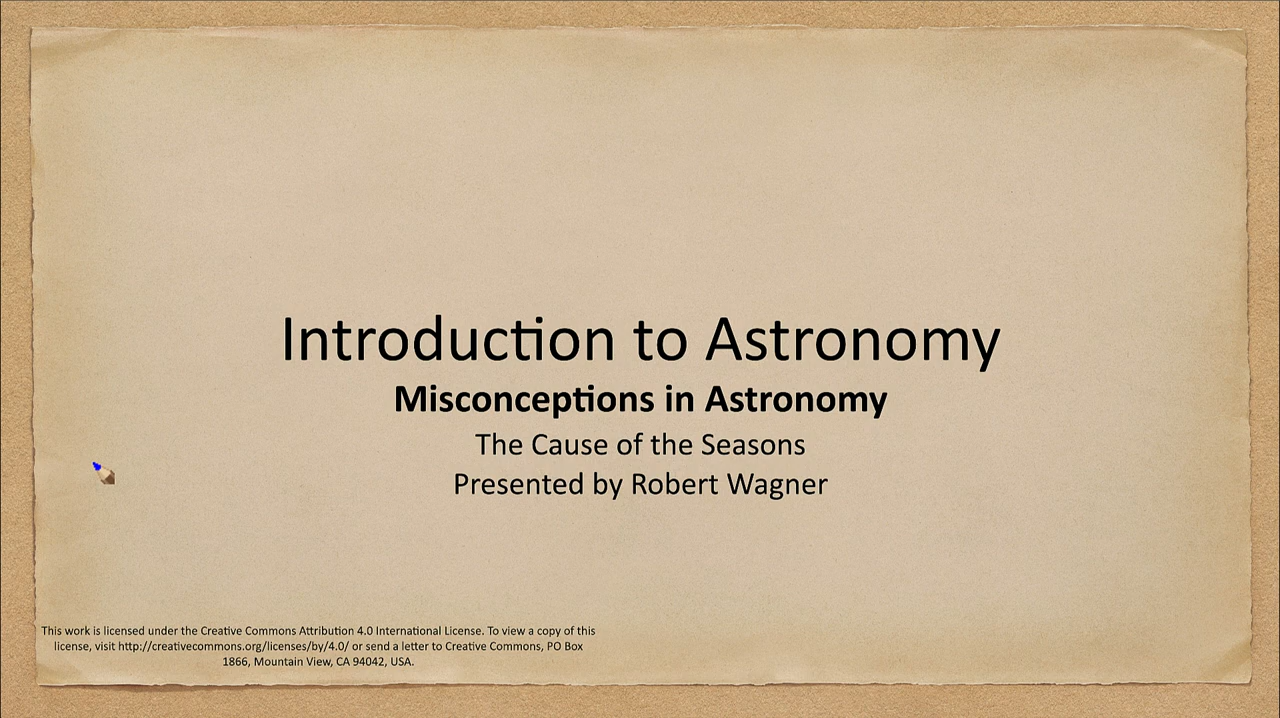 Introduction to Astronomy
Misconceptions in Astronomy
The Cause of the Seasons
Presented by Robert Wagner
This work is licensed under the Creative Commons Attribution 4.0 International License. To view a copy of this
license, visit http://creativecommons.org/licenses/by/4.0/ or send a letter to Creative Commons, PO Box
1866, Mountain View, CA 94042, USA.